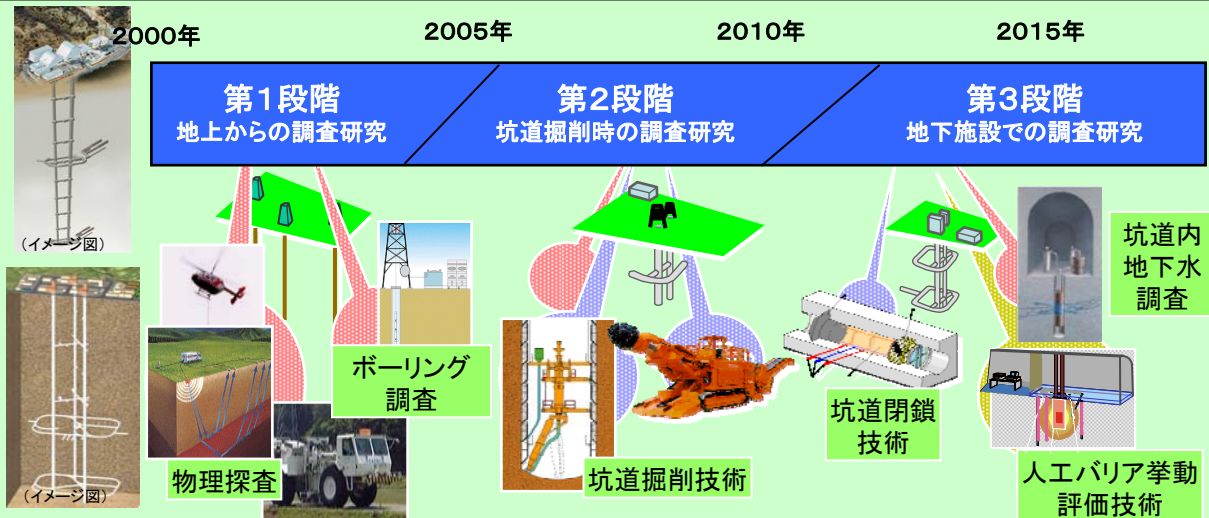 2000年
2005年
2010年
2015年
第1段階
地上からの調査研究
第2段階
坑道掘削時の調査研究
第3段階
地下施設での調査研究
(イメージ図)
(イメージ図)
物理探査
ボーリング
調査
坑道掘削技術
坑道閉鎖
技術
坑道内
地下水
調査
人工バリア挙動
評価技術